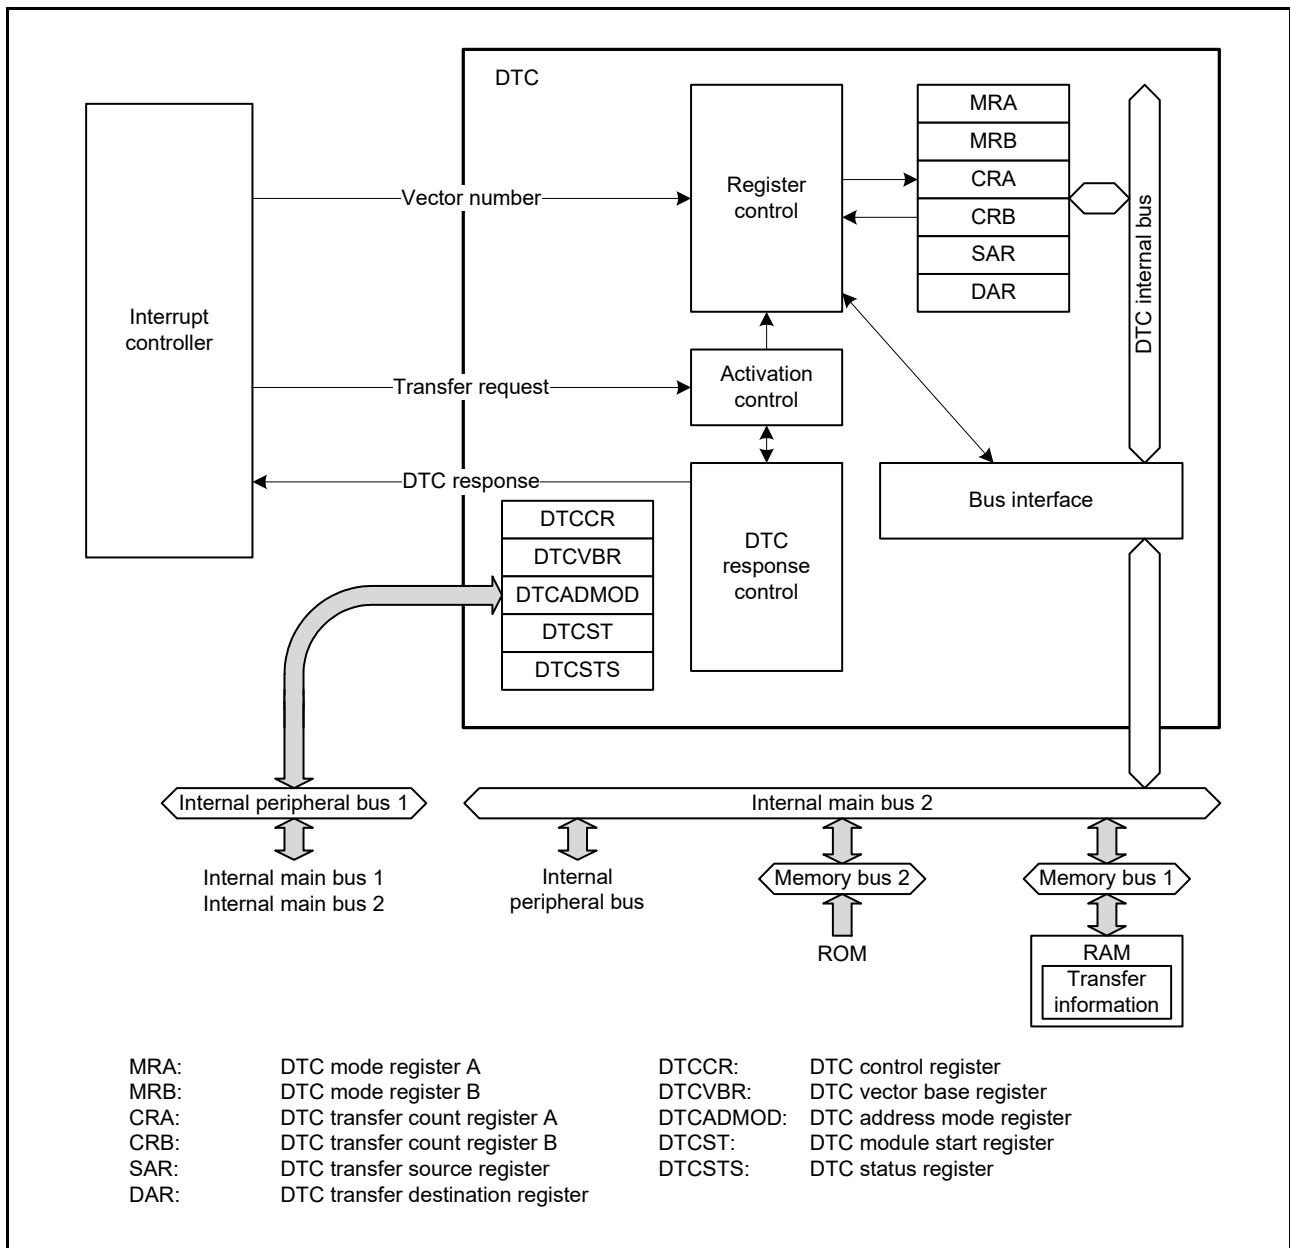 DTC
MRA
MRB
CRA
CRB
SAR
DAR
Register
control
Vector number
DTC internal bus
Interrupt
controller
Activation
control
Transfer request
DTC response
Bus interface
DTCCR
DTCVBR
DTCADMOD
DTCST
DTCSTS
DTC
response
control
Internal peripheral bus 1
Internal main bus 2
Internal main bus 1
Internal main bus 2
Internal
peripheral bus
Memory bus 2
Memory bus 1
ROM
RAM
Transfer
information
MRA: DTC mode register A
MRB: DTC mode register B
CRA: DTC transfer count register A
CRB: DTC transfer count register B
SAR: DTC transfer source register
DAR: DTC transfer destination register
DTCCR: DTC control register
DTCVBR: DTC vector base register
DTCADMOD: DTC address mode register
DTCST: DTC module start register
DTCSTS: DTC status register